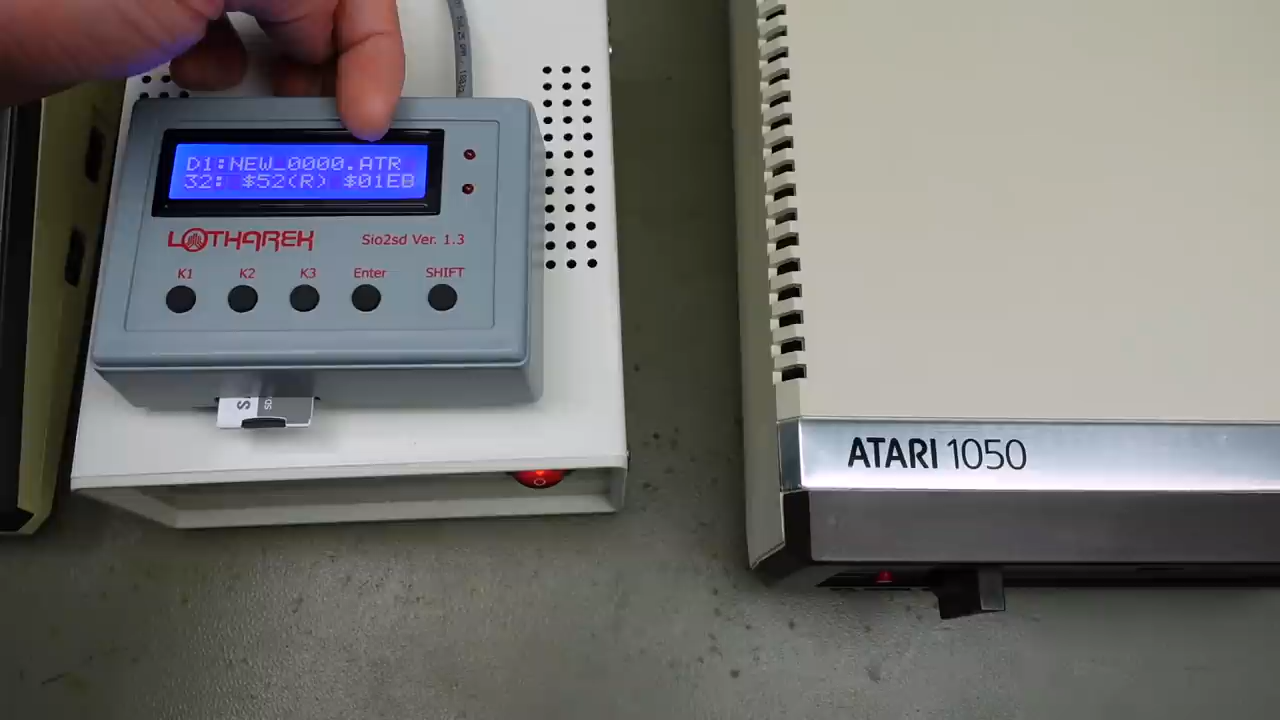 D1:NEW_0000.ATR
32: $52(R) $01EB
LOTHAREK
Sio2sd Ver. 1.3
K1 K2 K3 Enter SHIFT
ATARI 1050